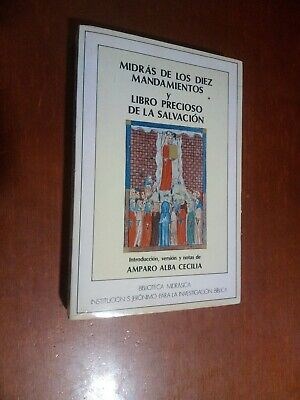 MIDRÁS DE LOS DIEZ
MANDAMIENTOS
y
LIBRO PRECIOSO
DE LA SALVACIÓN
Introducción, versión y notas de
AMPARO ALBA CECILIA
BIBLIOTECA MIDRASICA
INSTITUCIÓN S. JERÓNIMO PARA LA INVESTIGACIÓN BÍBLICA